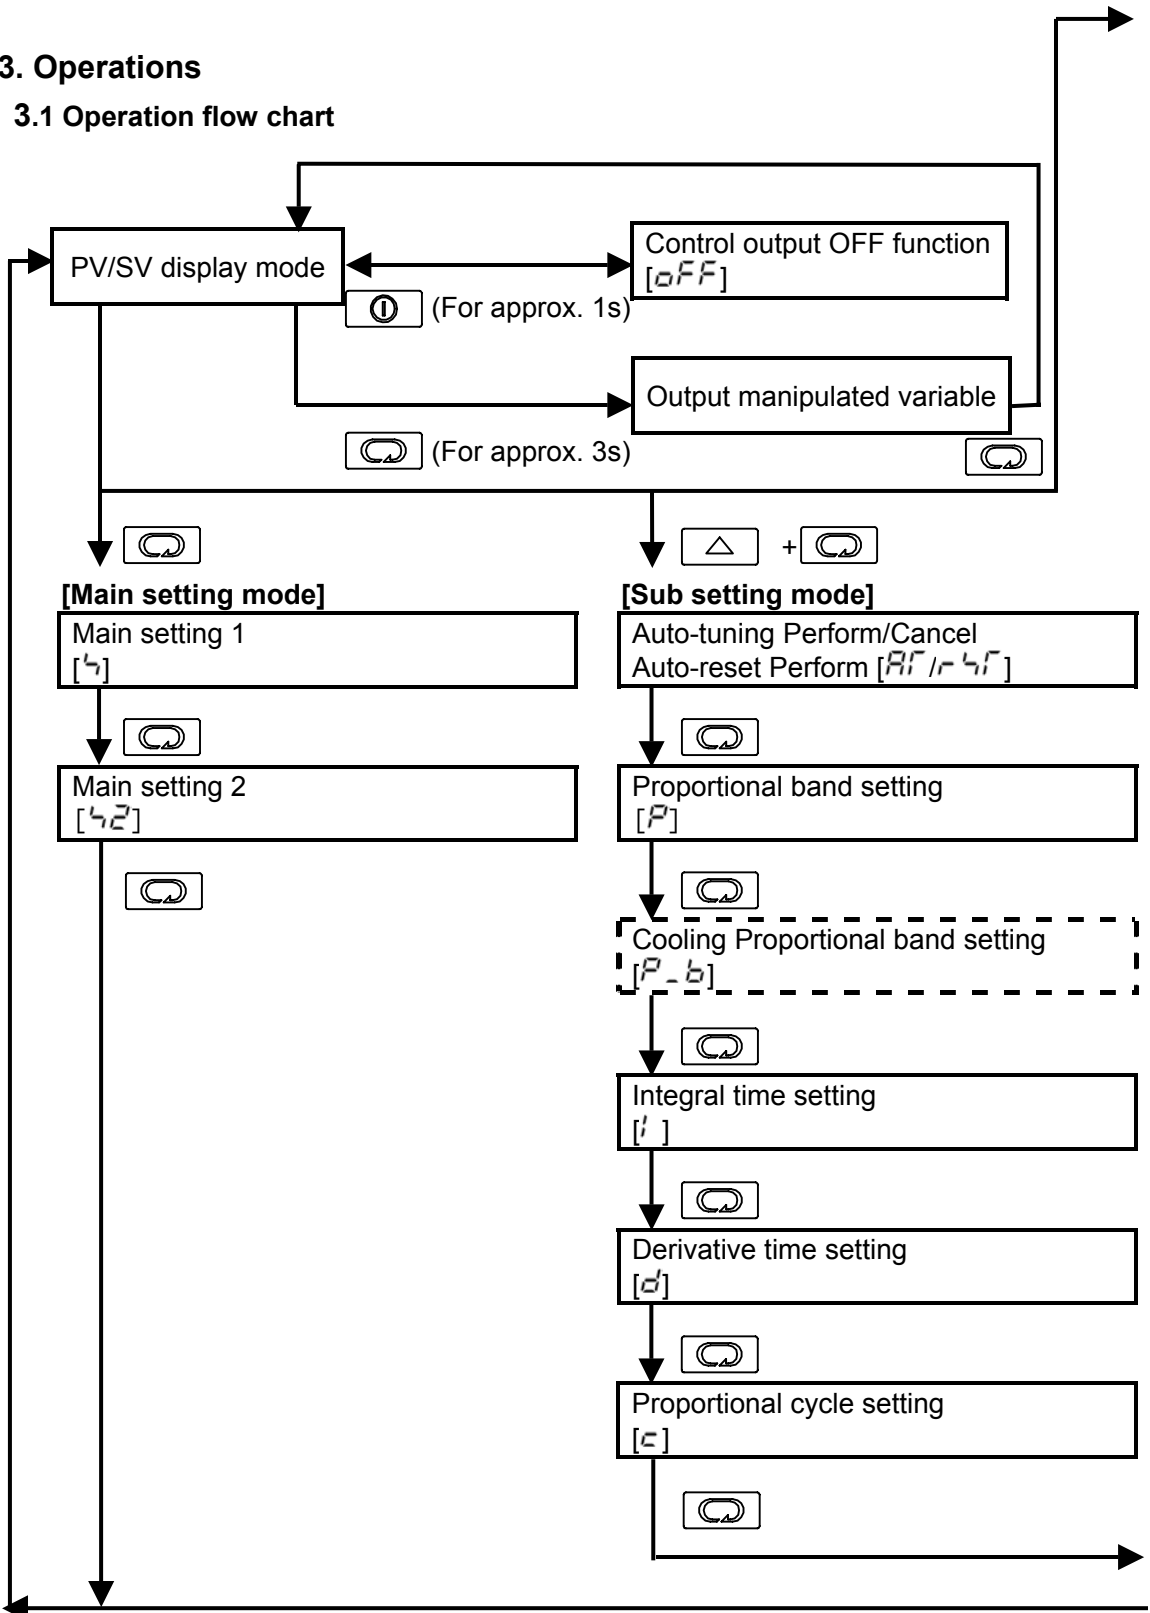 3. Operations
3.1 Operation flow chart
PV/SV display mode
Control output OFF function
[oFF]
(For approx. 1s)
Output manipulated variable
(For approx. 3s)
+
[Main setting mode]
[Sub setting mode]
Main setting 1
[S]
Auto-tuning Perform/Cancel
Auto-reset Perform [AT/rST]
Main setting 2
[S2]
Proportional band setting
[P]
Cooling Proportional band setting
[P_b]
Integral time setting
[I]
Derivative time setting
[d]
Proportional cycle setting
[c]